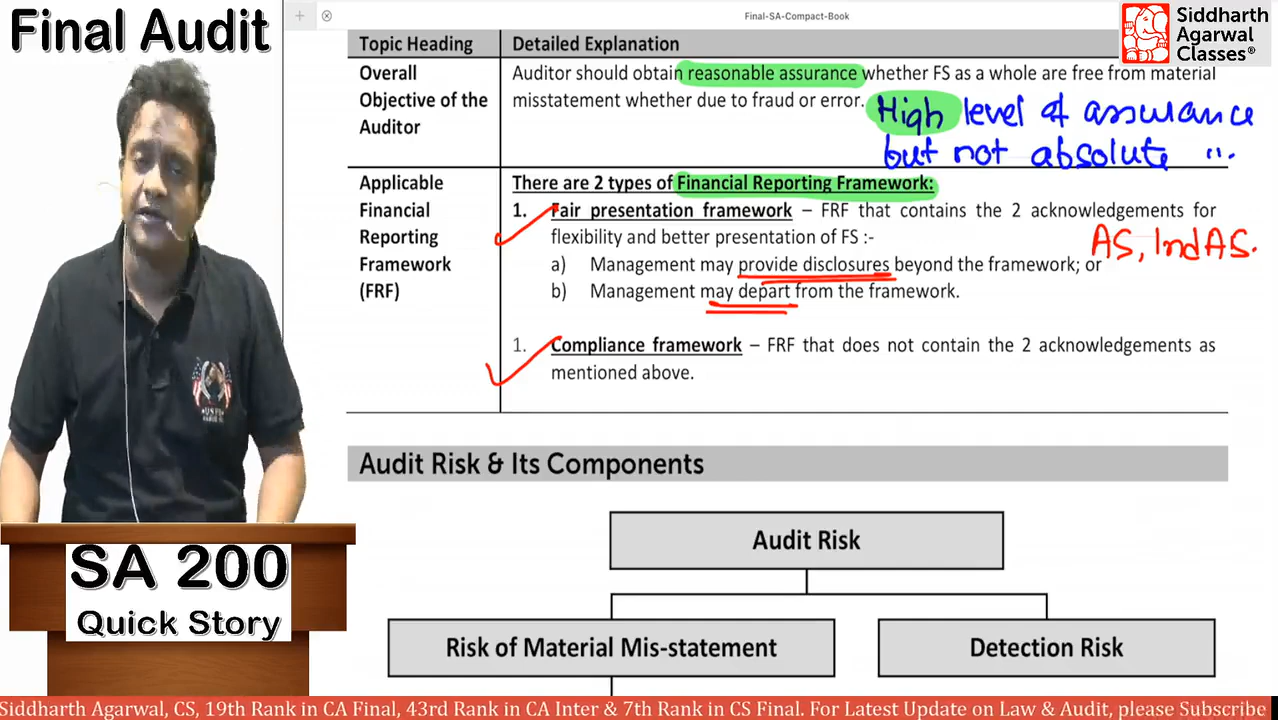 Final Audit
Final-SA-Compact-Book
Siddharth
Agarwal
Classes®
Topic Heading
Detailed Explanation
Overall
Objective of the
Auditor
Auditor should obtain reasonable assurance whether FS as a whole are free from material
misstatement whether due to fraud or error.
High level of assurance
but not absolute
Applicable
Financial
Reporting
Framework
(FRF)
There are 2 types of Financial Reporting Framework:
1. Fair presentation framework – FRF that contains the 2 acknowledgements for
flexibility and better presentation of FS :-
AS, Ind AS.
a) Management may provide disclosures beyond the framework; or
b) Management may depart from the framework.
1. Compliance framework – FRF that does not contain the 2 acknowledgements as
mentioned above.
Audit Risk & Its Components
Audit Risk
Risk of Material Mis-statement
Detection Risk
SA 200
Quick Story
Siddharth Agarwal, CS, 19th Rank in CA Final, 43rd Rank in CA Inter & 7th Rank in CS Final. For Latest Update on Law & Audit, please Subscribe